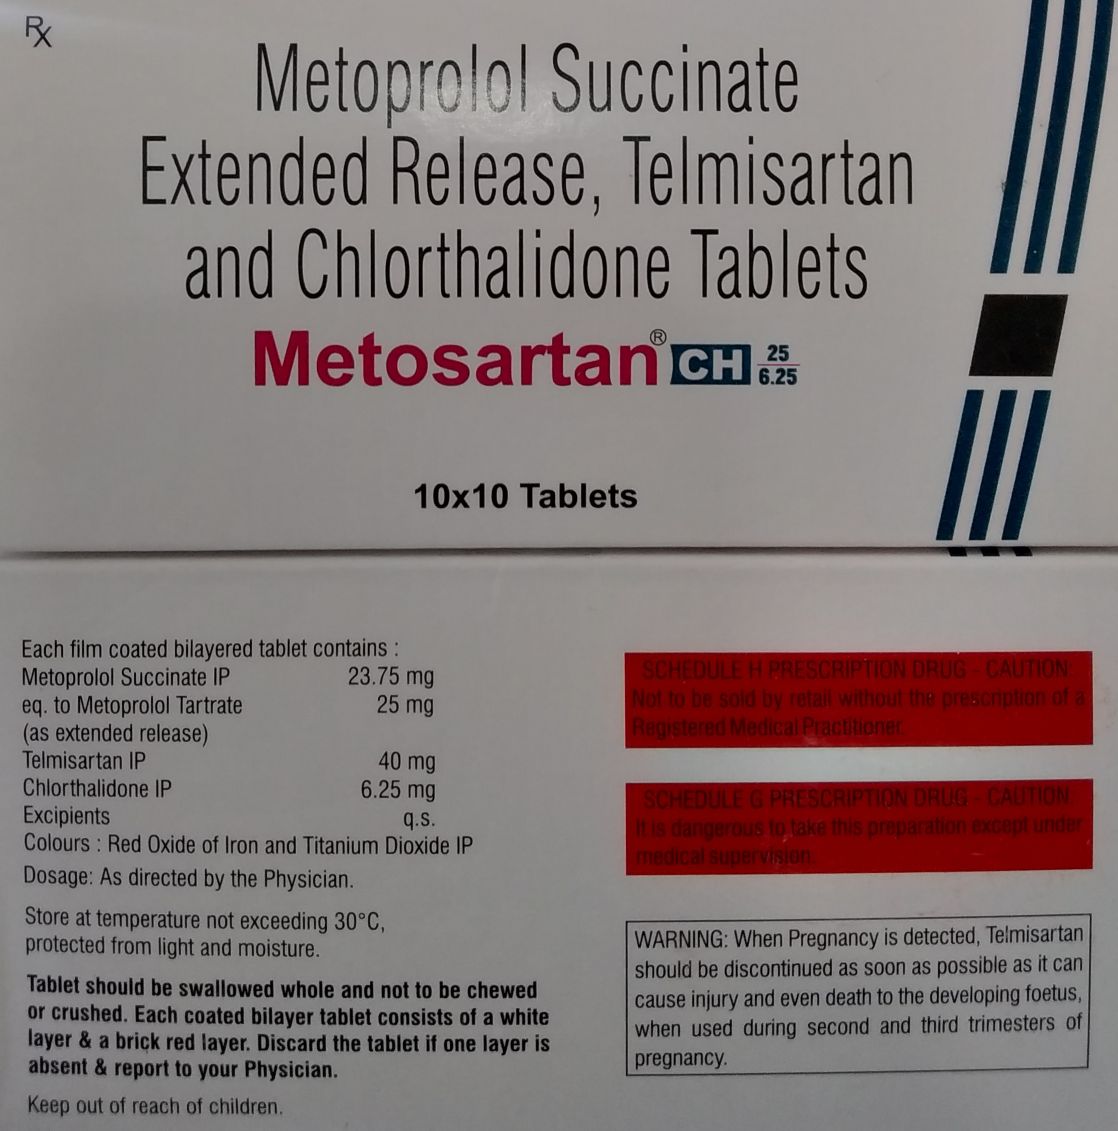 Rx
Metoprolol Succinate
Extended Release, Telmisartan
and Chlorthalidone Tablets
Metosartan® CH 25/6.25
10x10 Tablets
Each film coated bilayered tablet contains :
Metoprolol Succinate IP 23.75 mg
eq. to Metoprolol Tartrate 25 mg
(as extended release)
Telmisartan IP 40 mg
Chlorthalidone IP 6.25 mg
Excipients q.s.
Colours : Red Oxide of Iron and Titanium Dioxide IP
Dosage: As directed by the Physician.
Store at temperature not exceeding 30°C,
protected from light and moisture.
Tablet should be swallowed whole and not to be chewed
or crushed. Each coated bilayer tablet consists of a white
layer & a brick red layer. Discard the tablet if one layer is
absent & report to your Physician.
Keep out of reach of children.
SCHEDULE H PRESCRIPTION DRUG - CAUTION:
Not to be sold by retail without the prescription of a
Registered Medical Practitioner.
SCHEDULE G PRESCRIPTION DRUG - CAUTION:
It is dangerous to take this preparation except under
medical supervision.
WARNING: When Pregnancy is detected, Telmisartan
should be discontinued as soon as possible as it can
cause injury and even death to the developing foetus,
when used during second and third trimesters of
pregnancy.